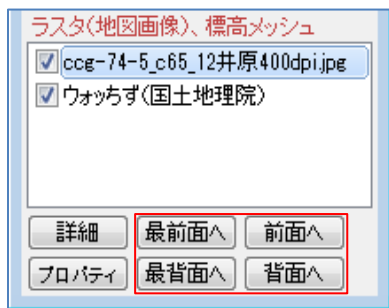 ラスタ(地図画像)、標高メッシュ
ccg-74-5_c65_12井原400dpi.jpg
ウォッちず(国土地理院)
詳細 最前面へ 前面へ
プロパティ 最背面へ 背面へ